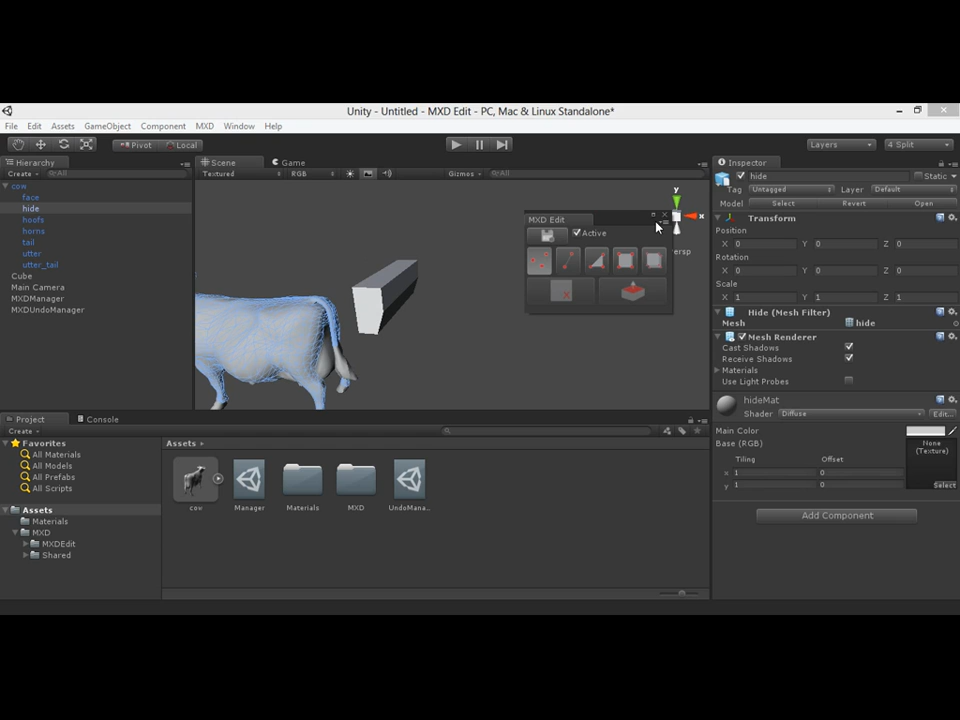 Unity - Untitled - MXD Edit - PC, Mac & Linux Standalone*
File Edit Assets GameObject Component MXD Window Help
Pivot Local Layers 4 Split
Hierarchy
Create All
cow
face
hide
hoofs
horns
tail
utter
utter_tail
Cube
Main Camera
MXDManager
MXDUndoManager
Scene Game
Textured RGB Gizmos All
y
x
Persp
MXD Edit
Active
Inspector
hide Static
Tag Untagged Layer Default
Model Select Revert Open
Transform
Position
X 0 Y 0 Z 0
Rotation
X 0 Y 0 Z 0
Scale
X 1 Y 1 Z 1
Hide (Mesh Filter)
Mesh hide
Mesh Renderer
Cast Shadows
Receive Shadows
Materials
Use Light Probes
hideMat
Shader Diffuse Edit...
Main Color
Base (RGB) None
(Texture)
Tiling Offset
x 1 0
y 1 0 Select
Add Component
Project Console
Create
Favorites
All Materials
All Models
All Prefabs
All Scripts
Assets
Materials
MXD
MXDEdit
Shared
Assets
cow Manager Materials MXD UndoMana...